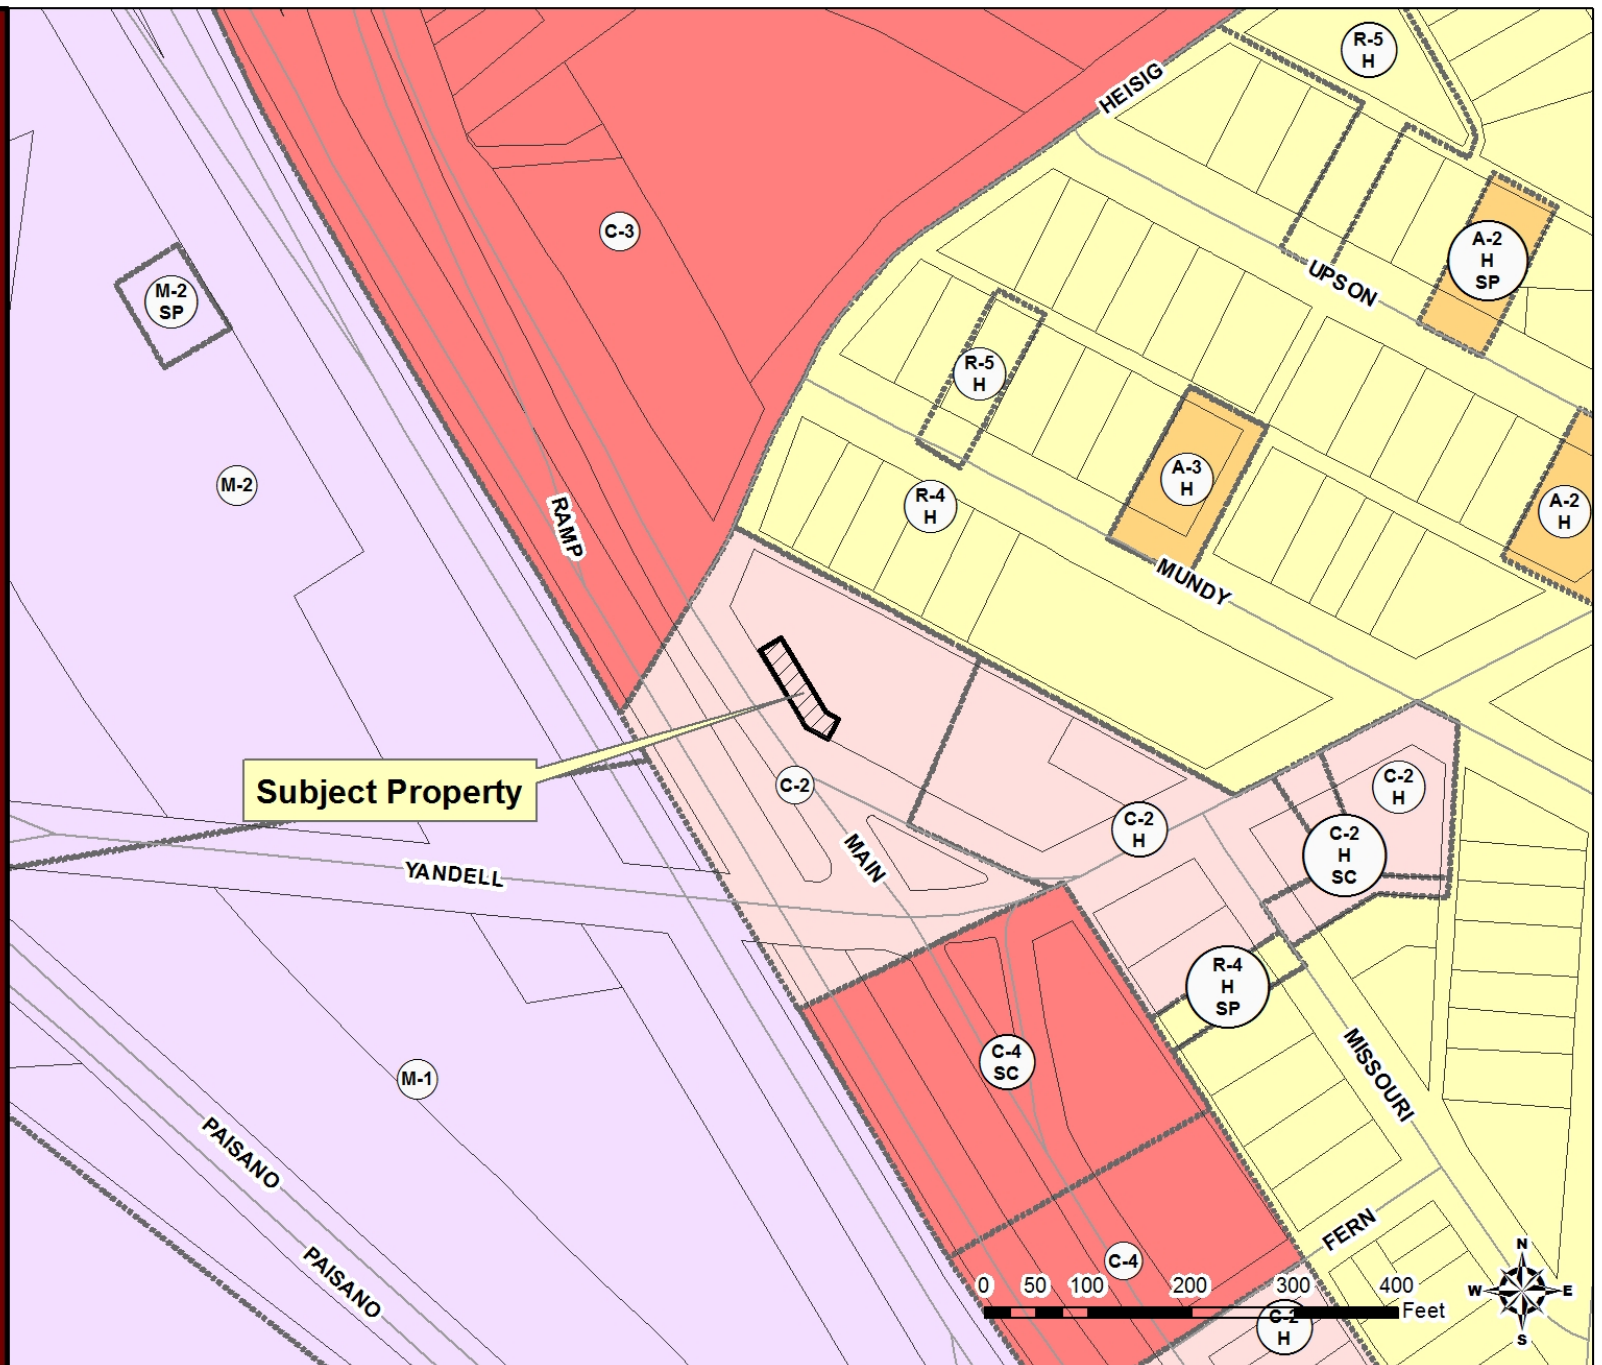 R-5
H
HEISIG
C-3
A-2
H
SP
UPSON
M-2
SP
R-5
H
M-2
A-3
H
R-4
H
A-2
H
RAMP
MUNDY
Subject Property
C-2
C-2
H
C-2
H
C-2
H
SC
MAIN
YANDELL
R-4
H
SP
C-4
SC
M-1
MISSOURI
PAISANO
PAISANO
FERN
C-4
0 50 100 200 300 400
Feet
C-2
H
N
W E
S